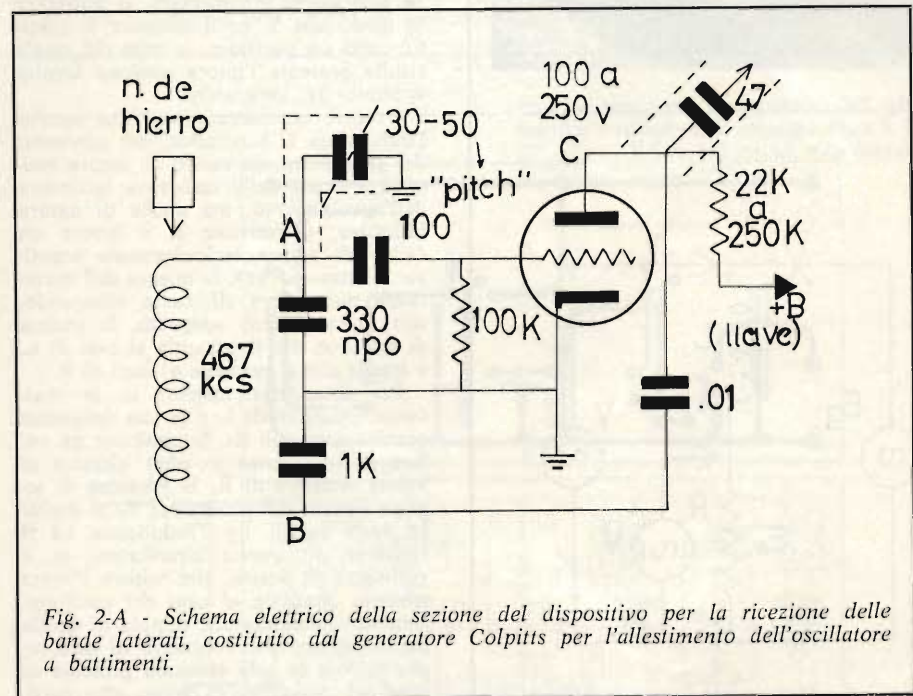 n. de
hierro
30-50
100 a
250 v
47
C
"pitch"
22K
a
250K
A
100
330
npo
100K
+B
(llave)
467
kcs
.01
1K
B
Fig. 2-A - Schema elettrico della sezione del dispositivo per la ricezione delle
bande laterali, costituito dal generatore Colpitts per l'allestimento dell'oscillatore
a battimenti.